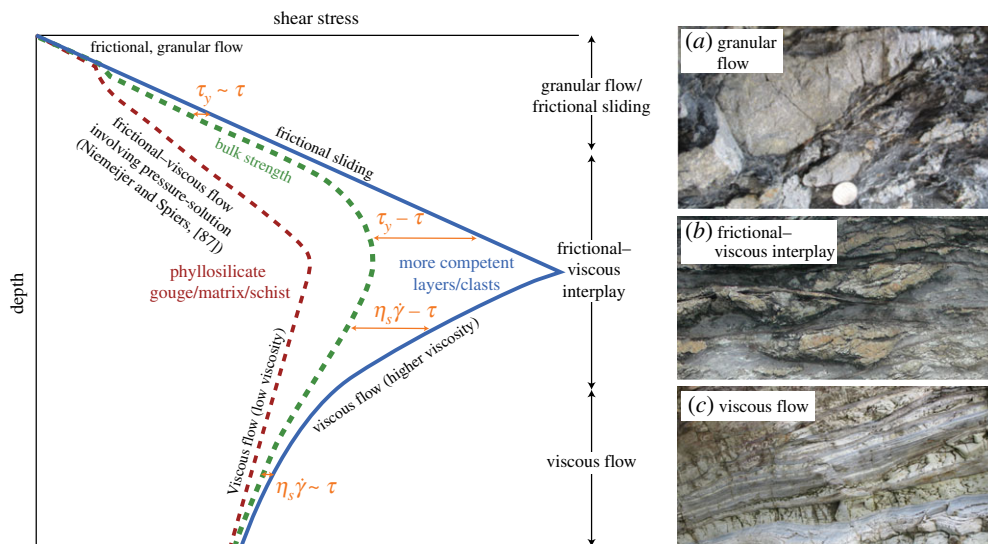 shear stress
depth
frictional, granular flow
τy ~ τ
frictional–viscous flow
involving pressure-solution
(Niemeijer and Spiers, [87])
bulk strength
frictional sliding
τy − τ
phyllosilicate
gouge/matrix/schist
more competent
layers/clasts
ηsγ̇ − τ
Viscous flow (low viscosity)
viscous flow (higher viscosity)
ηsγ̇ ~ τ
granular flow/
frictional sliding
frictional–
viscous
interplay
viscous flow
(a) granular
flow
(b) frictional–
viscous interplay
(c) viscous flow